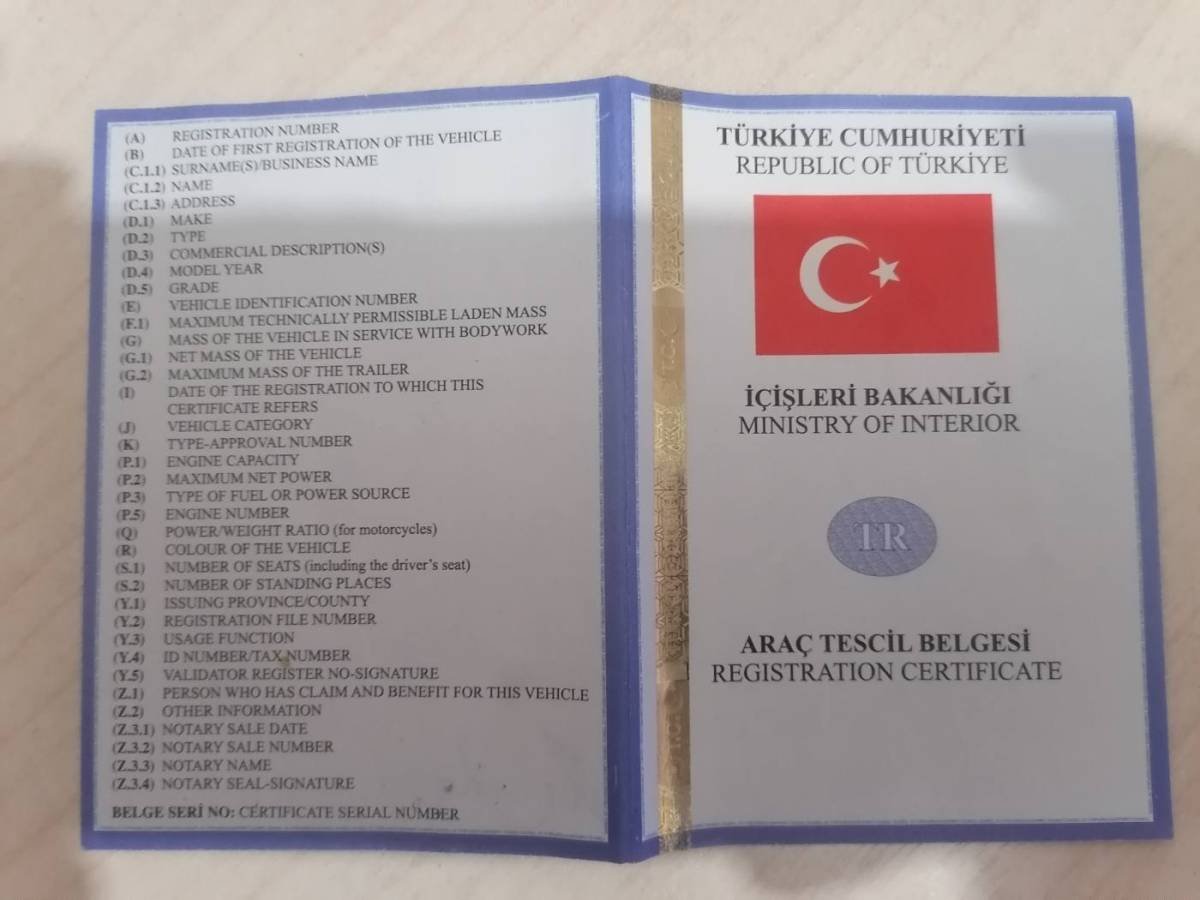 (A) REGISTRATION NUMBER
(B) DATE OF FIRST REGISTRATION OF THE VEHICLE
(C.1.1) SURNAME(S)/BUSINESS NAME
(C.1.2) NAME
(C.1.3) ADDRESS
(D.1) MAKE
(D.2) TYPE
(D.3) COMMERCIAL DESCRIPTION(S)
(D.4) MODEL YEAR
(D.5) GRADE
(E) VEHICLE IDENTIFICATION NUMBER
(F.1) MAXIMUM TECHNICALLY PERMISSIBLE LADEN MASS
(G) MASS OF THE VEHICLE IN SERVICE WITH BODYWORK
(G.1) NET MASS OF THE VEHICLE
(G.2) MAXIMUM MASS OF THE TRAILER
(I) DATE OF THE REGISTRATION TO WHICH THIS
CERTIFICATE REFERS
(J) VEHICLE CATEGORY
(K) TYPE-APPROVAL NUMBER
(P.1) ENGINE CAPACITY
(P.2) MAXIMUM NET POWER
(P.3) TYPE OF FUEL OR POWER SOURCE
(P.5) ENGINE NUMBER
(Q) POWER/WEIGHT RATIO (for motorcycles)
(R) COLOUR OF THE VEHICLE
(S.1) NUMBER OF SEATS (including the driver's seat)
(S.2) NUMBER OF STANDING PLACES
(Y.1) ISSUING PROVINCE/COUNTY
(Y.2) REGISTRATION FILE NUMBER
(Y.3) USAGE FUNCTION
(Y.4) ID NUMBER/TAX NUMBER
(Y.5) VALIDATOR REGISTER NO-SIGNATURE
(Z.1) PERSON WHO HAS CLAIM AND BENEFIT FOR THIS VEHICLE
(Z.2) OTHER INFORMATION
(Z.3.1) NOTARY SALE DATE
(Z.3.2) NOTARY SALE NUMBER
(Z.3.3) NOTARY NAME
(Z.3.4) NOTARY SEAL-SIGNATURE
BELGE SERİ NO: CERTIFICATE SERIAL NUMBER
TÜRKİYE CUMHURİYETİ
REPUBLIC OF TÜRKİYE
İÇİŞLERİ BAKANLIĞI
MINISTRY OF INTERIOR
TR
ARAÇ TESCİL BELGESİ
REGISTRATION CERTIFICATE